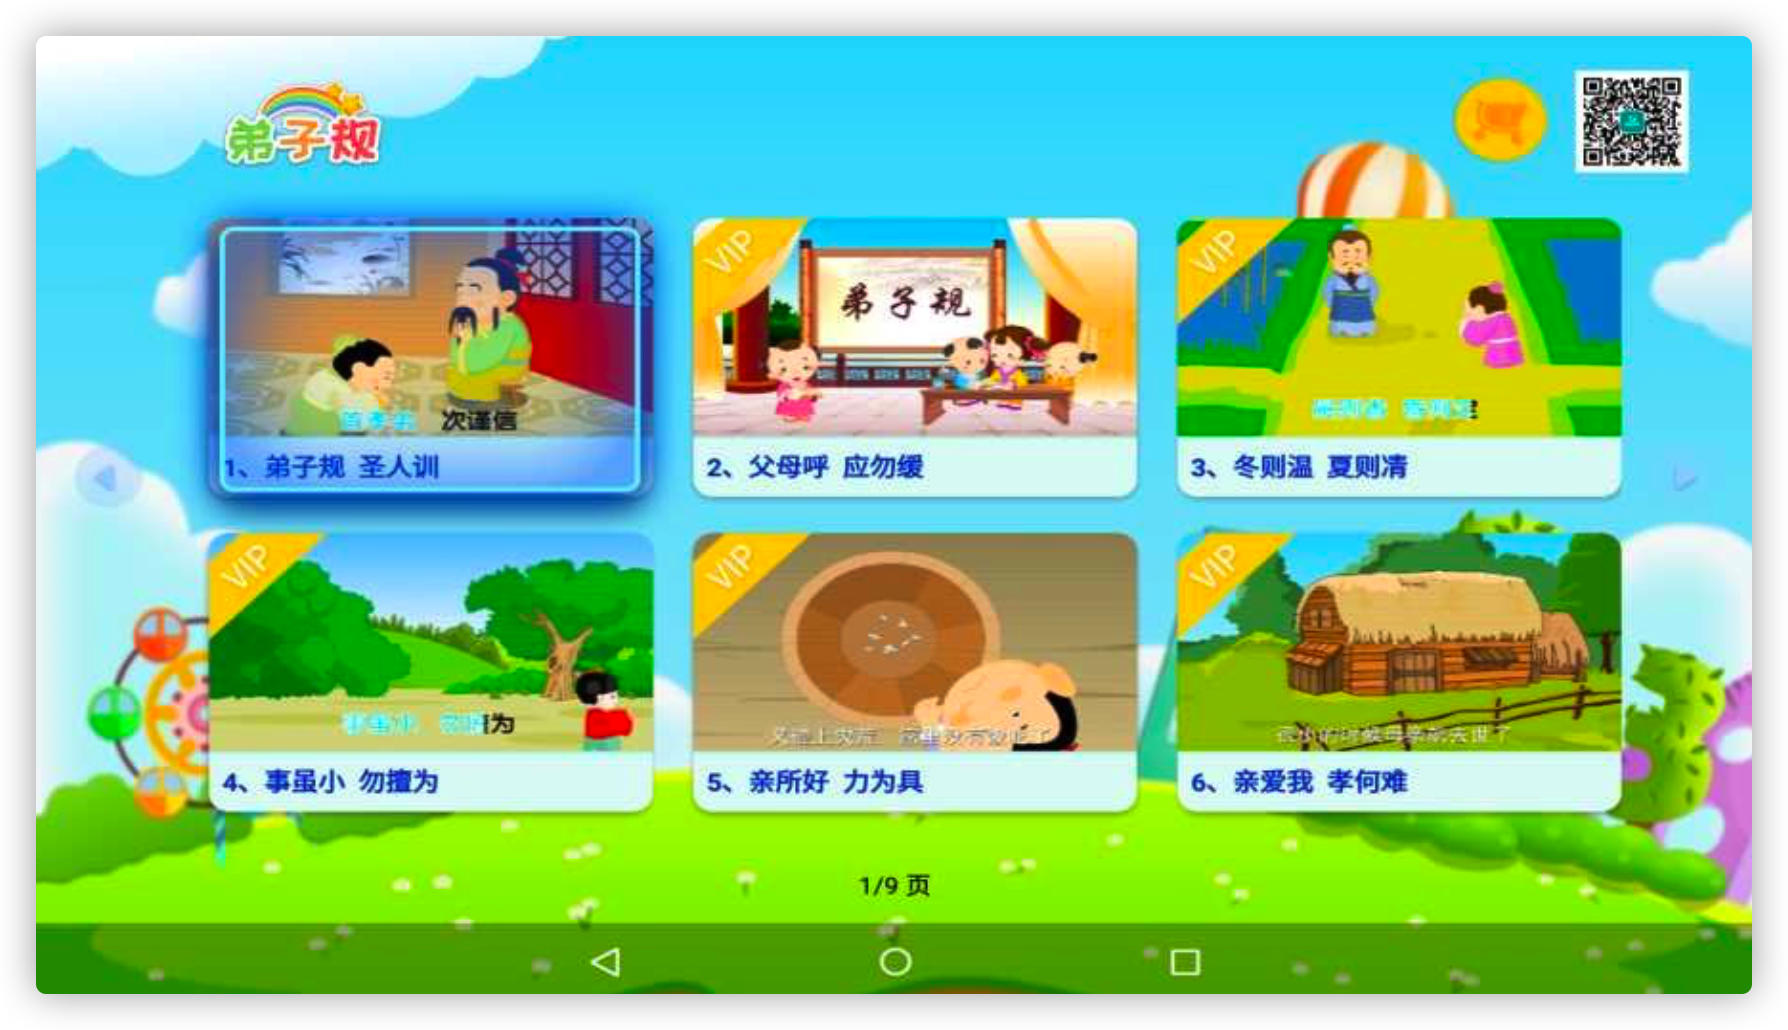 弟子规
VIP
VIP
弟子规
首孝弟 次谨信
1、弟子规 圣人训
2、父母呼 应勿缓
3、冬则温 夏则凊
VIP
VIP
VIP
事虽小 勿擅为
4、事虽小 勿擅为
5、亲所好 力为具
6、亲爱我 孝何难
1/9 页